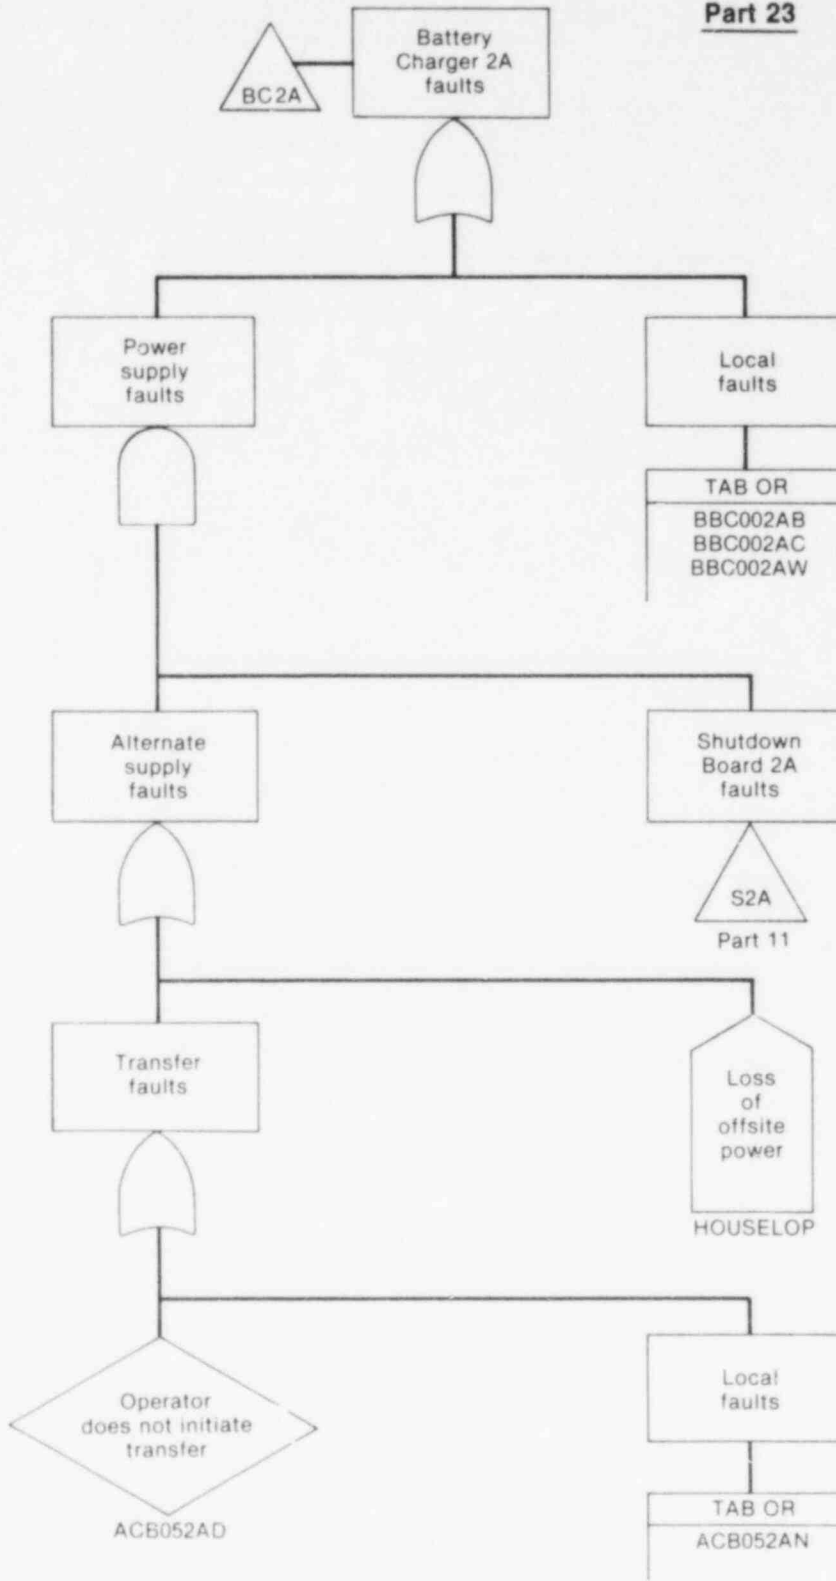 Part 23
Battery
Charger 2A
faults
BC2A
Power
supply
faults
Local
faults
TAB OR
BBC002AB
BBC002AC
BBC002AW
Alternate
supply
faults
Shutdown
Board 2A
faults
S2A
Part 11
Transfer
faults
Loss
of
offsite
power
HOUSELOP
Operator
does not initiate
transfer
ACB052AD
Local
faults
TAB OR
ACB052AN